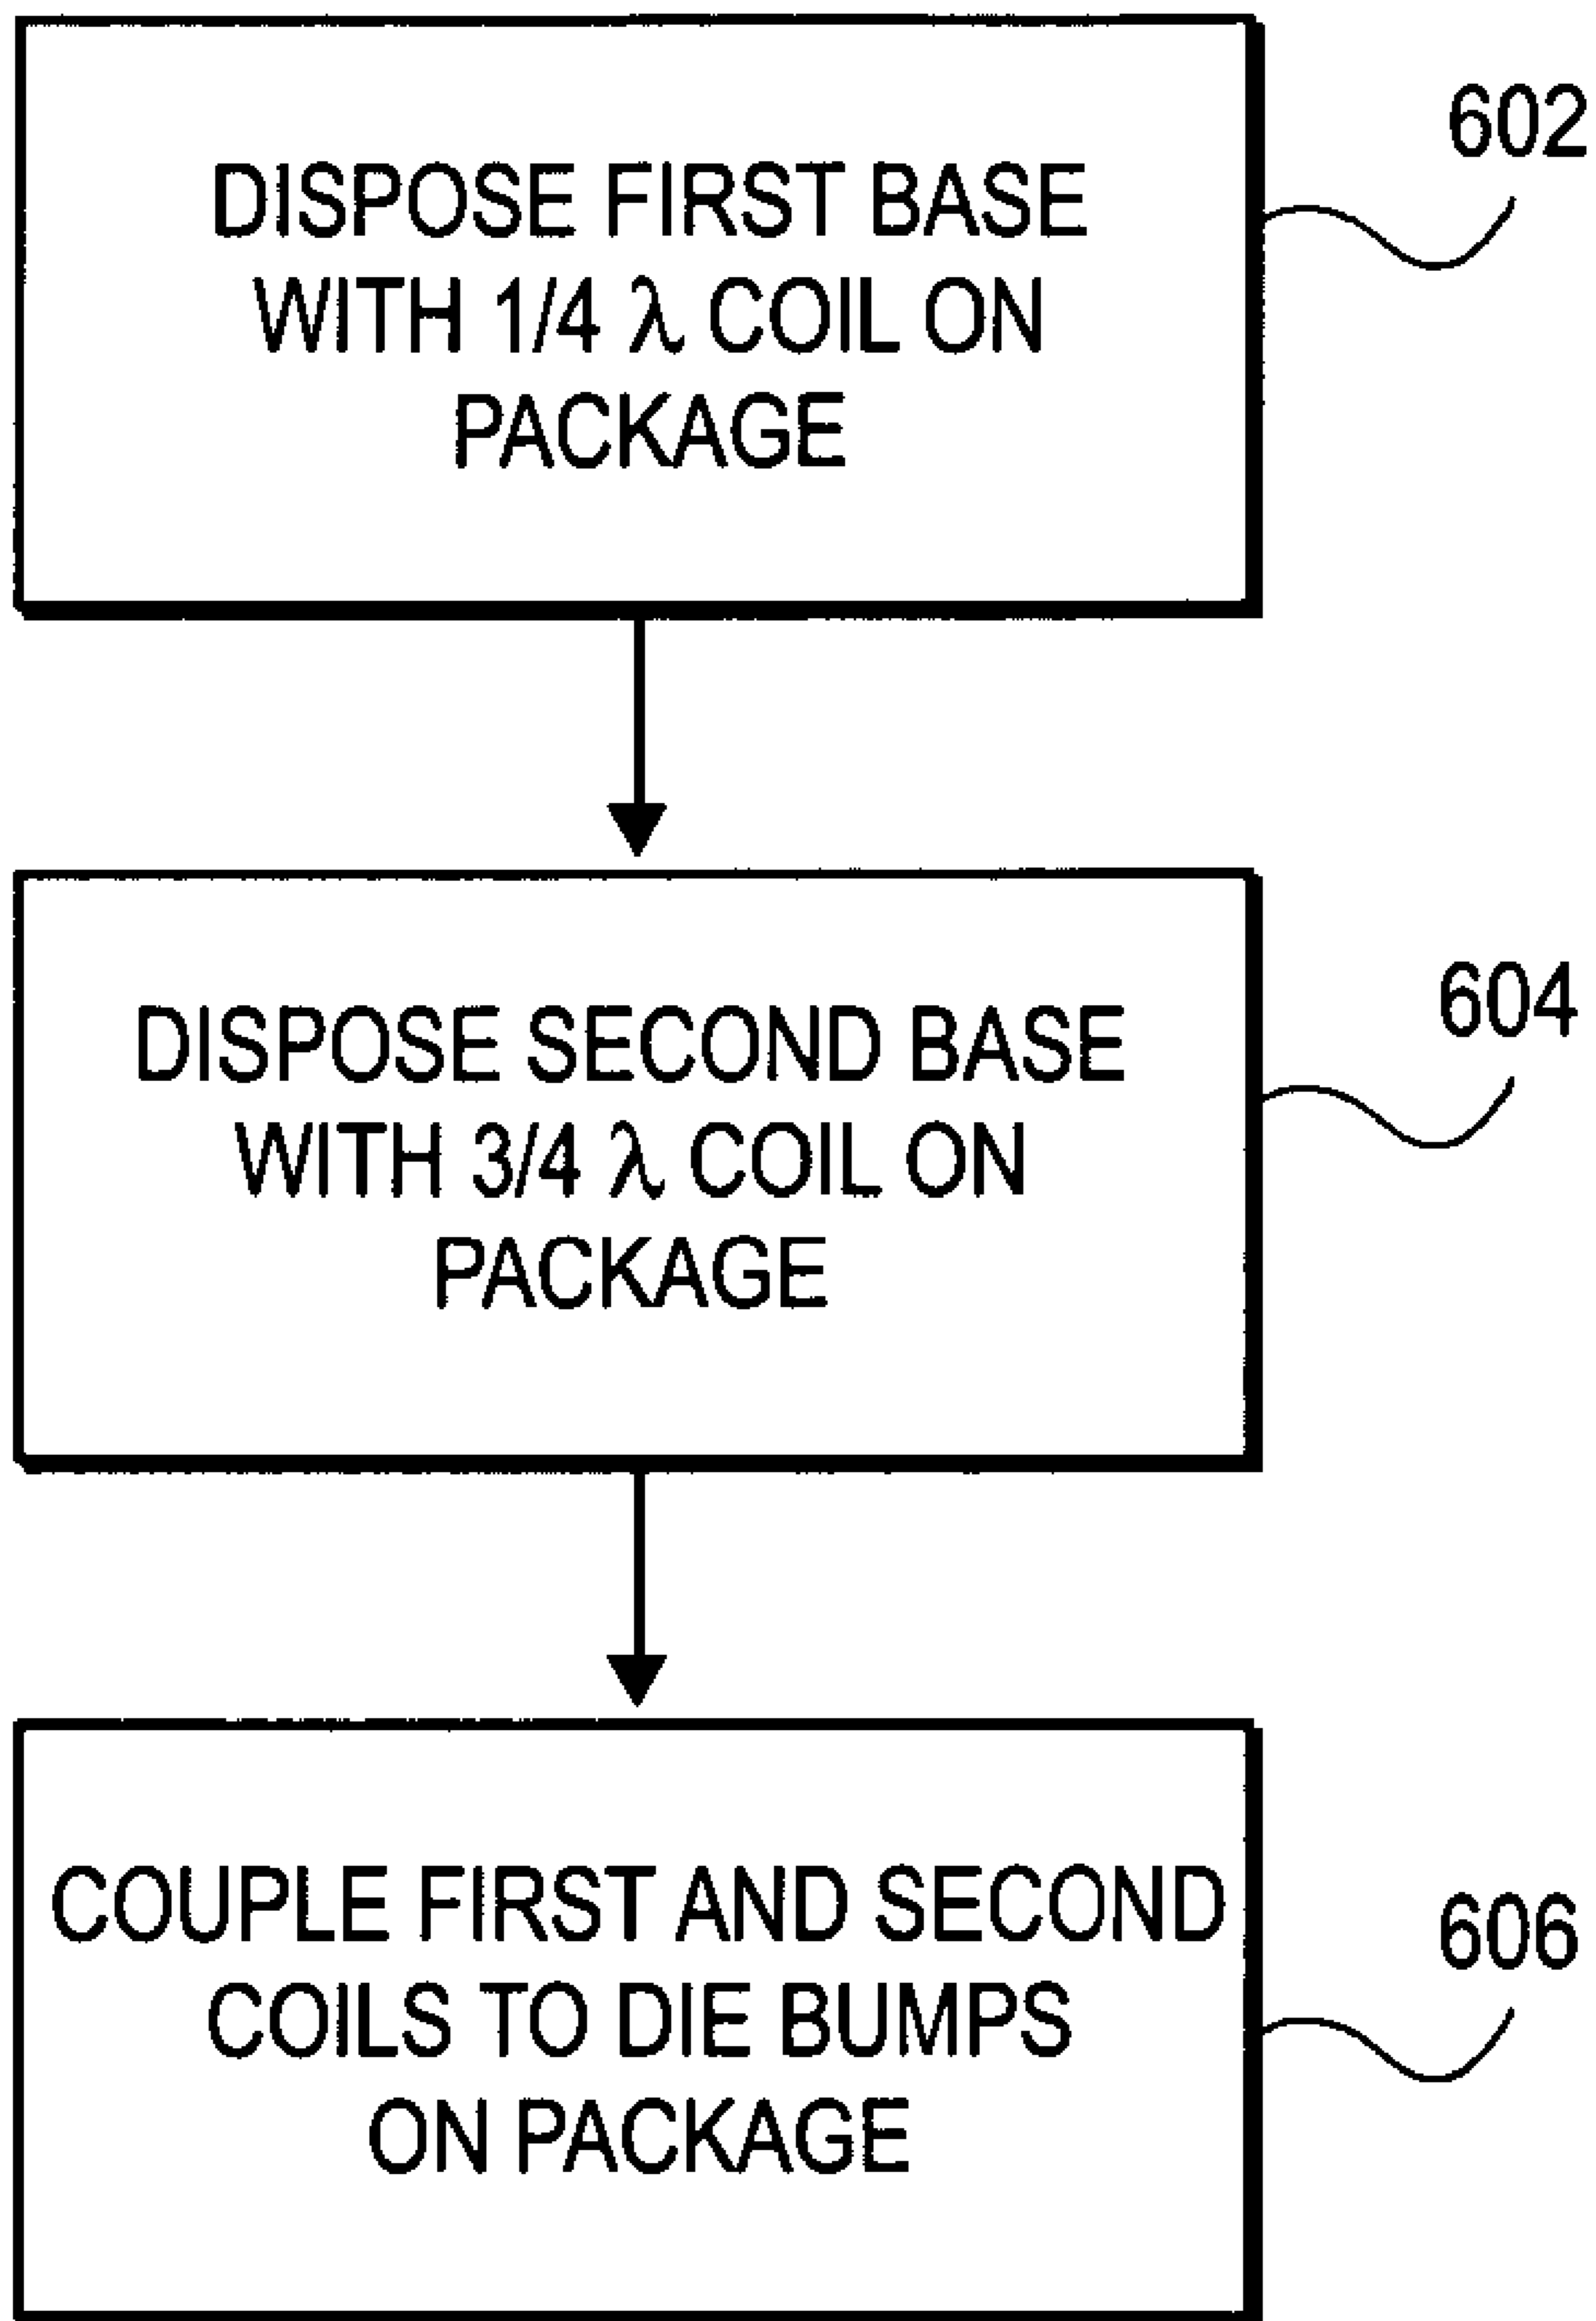 DISPOSE FIRST BASE
WITH 1/4 λ COIL ON
PACKAGE
602
DISPOSE SECOND BASE
WITH 3/4 λ COIL ON
PACKAGE
604
COUPLE FIRST AND SECOND
COILS TO DIE BUMPS
ON PACKAGE
606